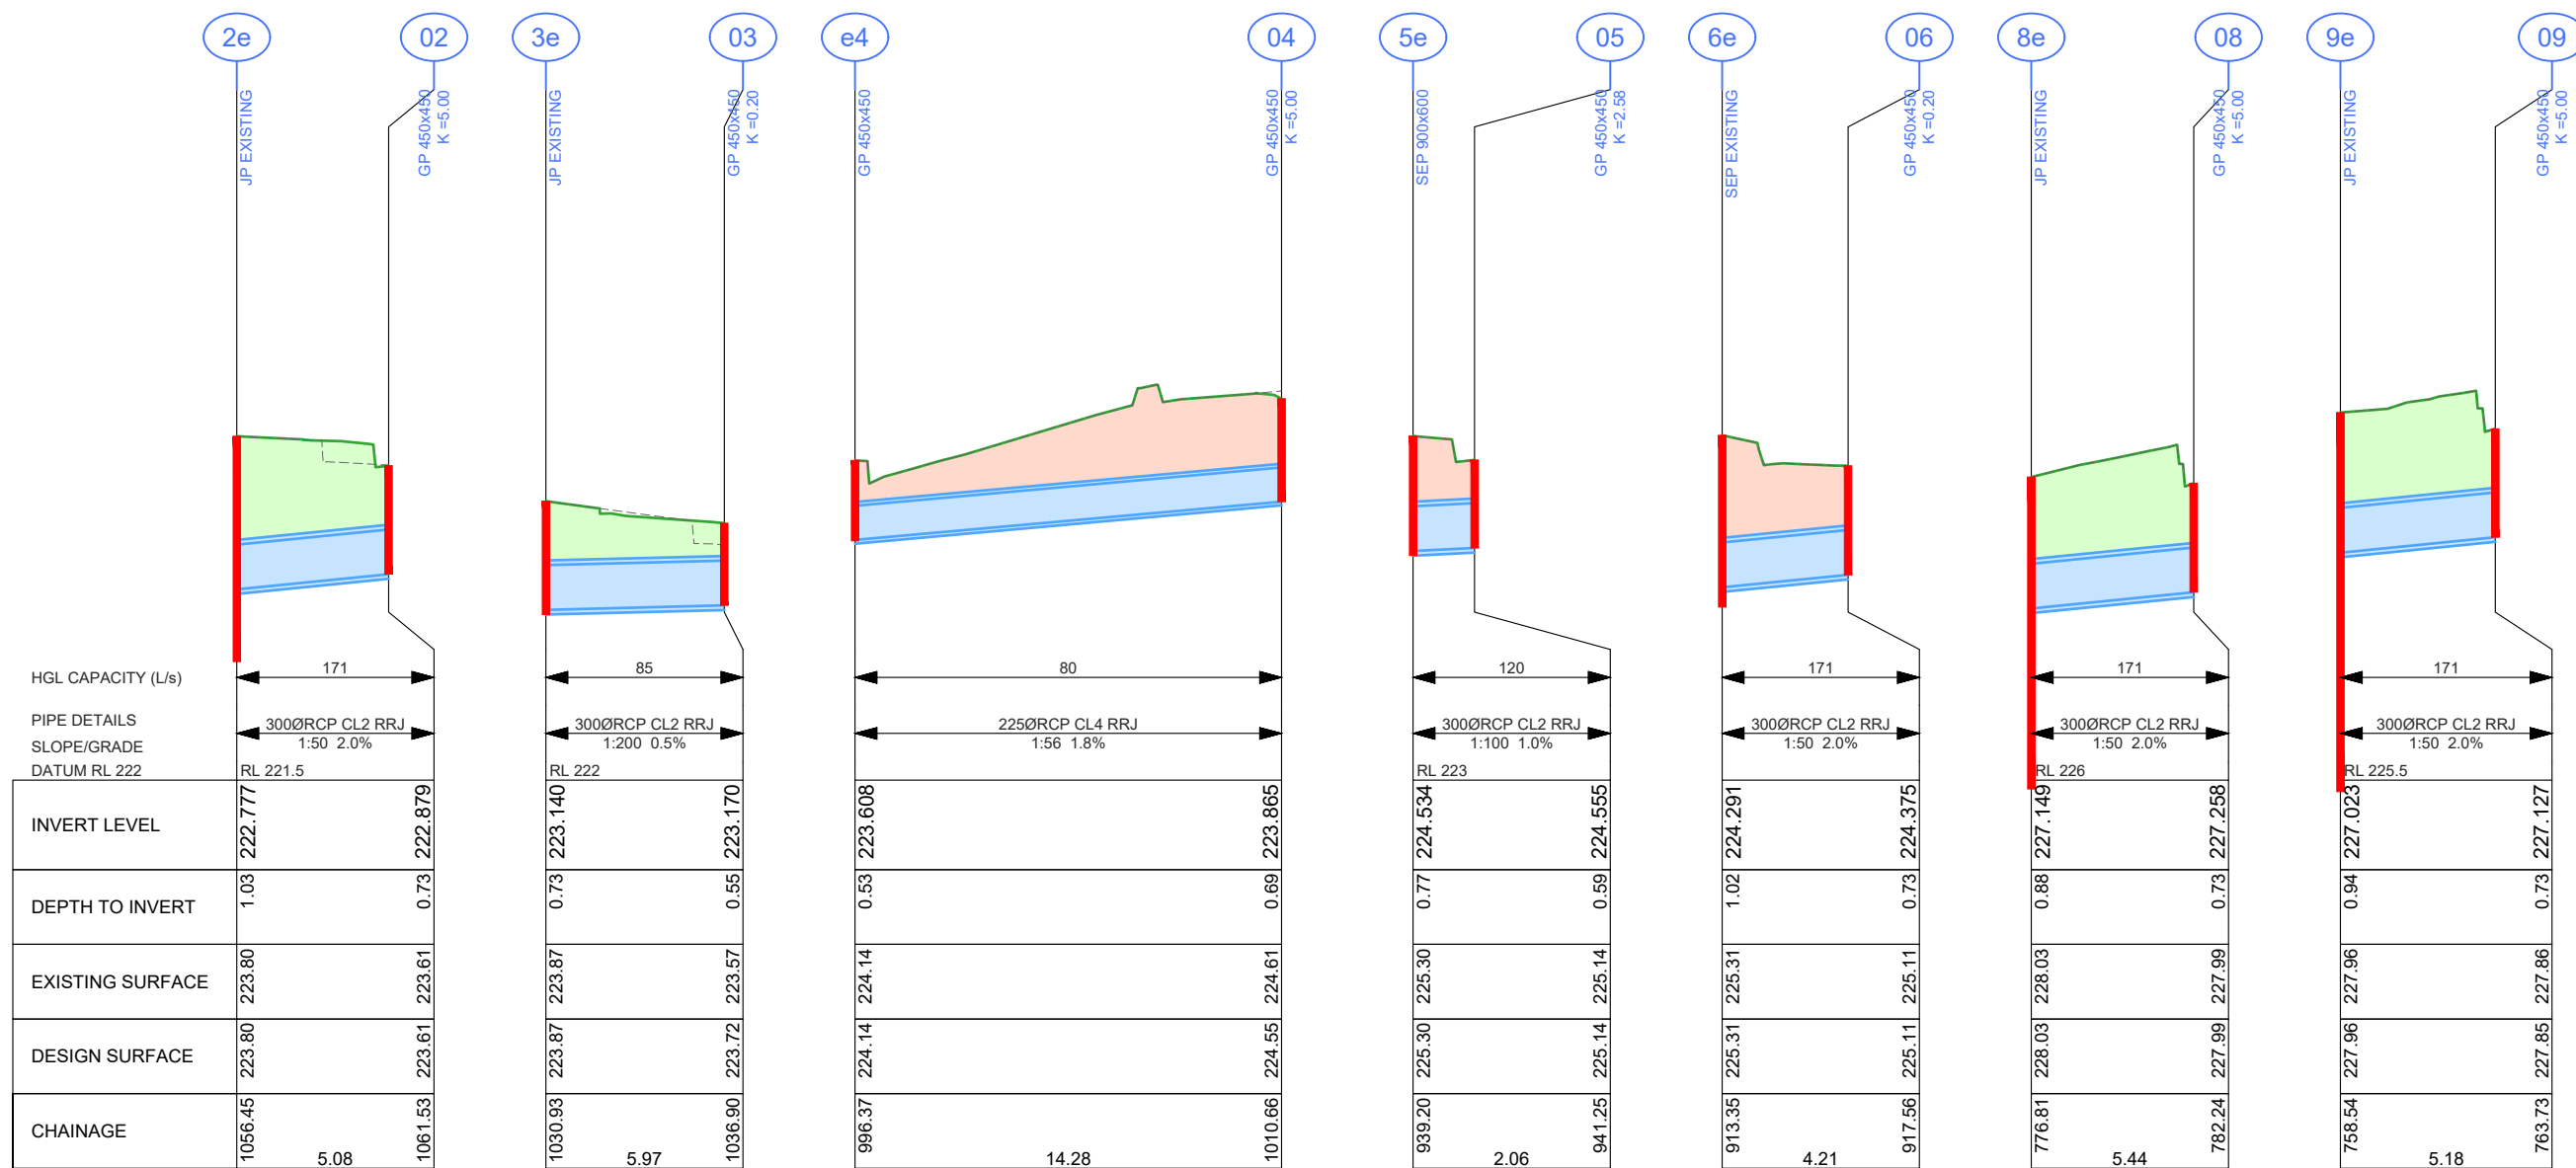 2e 02 3e 03 e4 04 5e 05 6e 06 8e 08 9e 09
JP EXISTING
GP 450x450
K =5.00
JP EXISTING
GP 450x450
K =0.20
GP 450x450
GP 450x450
K =5.00
SEP 900x600
GP 450x450
K =2.58
SEP EXISTING
GP 450x450
K =0.20
JP EXISTING
GP 450x450
K =5.00
JP EXISTING
GP 450x450
K =5.00
HGL CAPACITY (L/s) 171 85 80 120 171 171 171
PIPE DETAILS 300ØRCP CL2 RRJ 300ØRCP CL2 RRJ 225ØRCP CL4 RRJ 300ØRCP CL2 RRJ 300ØRCP CL2 RRJ 300ØRCP CL2 RRJ 300ØRCP CL2 RRJ
SLOPE/GRADE 1:50 2.0% 1:200 0.5% 1:56 1.8% 1:100 1.0% 1:50 2.0% 1:50 2.0% 1:50 2.0%
DATUM RL 222 RL 221.5 RL 222 RL 223 RL 226 RL 225.5
INVERT LEVEL 222.777 222.879 223.140 223.170 223.608 223.865 224.534 224.555 224.291 224.375 227.149 227.258 227.023 227.127
DEPTH TO INVERT 1.03 0.73 0.73 0.55 0.53 0.69 0.77 0.59 1.02 0.73 0.88 0.73 0.94 0.73
EXISTING SURFACE 223.80 223.61 223.87 223.57 224.14 224.61 225.30 225.14 225.31 225.11 228.03 227.99 227.96 227.86
DESIGN SURFACE 223.80 223.61 223.87 223.72 224.14 224.55 225.30 225.14 225.31 225.11 228.03 227.99 227.96 227.85
CHAINAGE 1056.45 1061.53 1030.93 1036.90 996.37 1010.66 939.20 941.25 913.35 917.56 776.81 782.24 758.54 763.73
5.08 5.97 14.28 2.06 4.21 5.44 5.18